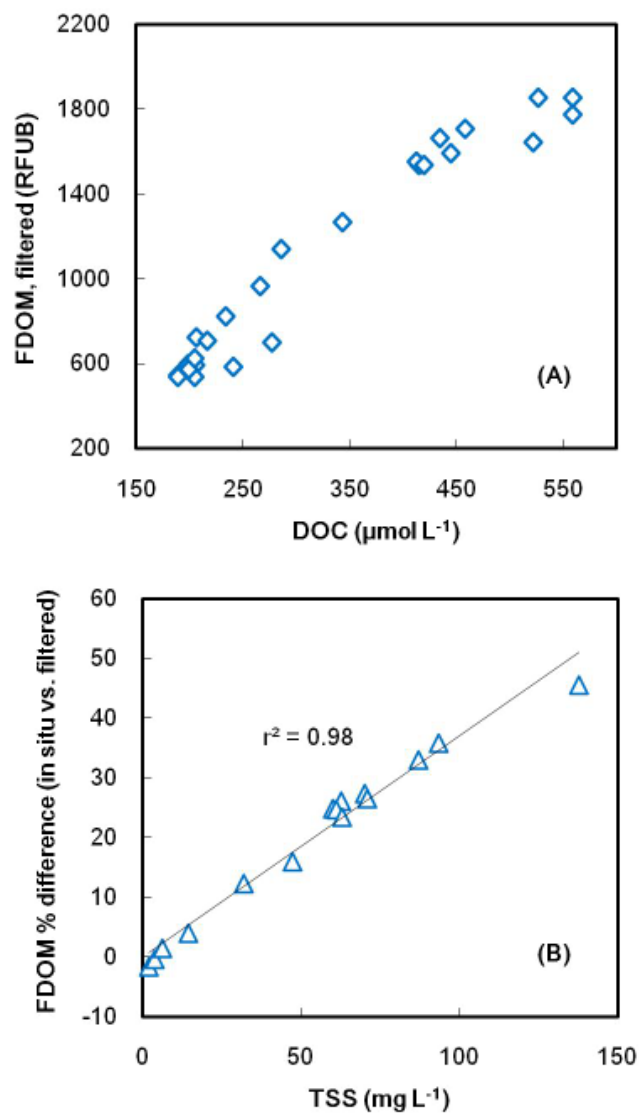 2200
1800
1400
1000
600
200
FDOM, filtered (RFUB)
(A)
150 250 350 450 550
DOC (µmol L⁻¹)
60
50
40
30
20
10
0
-10
FDOM % difference (in situ vs. filtered)
r² = 0.98
(B)
0 50 100 150
TSS (mg L⁻¹)